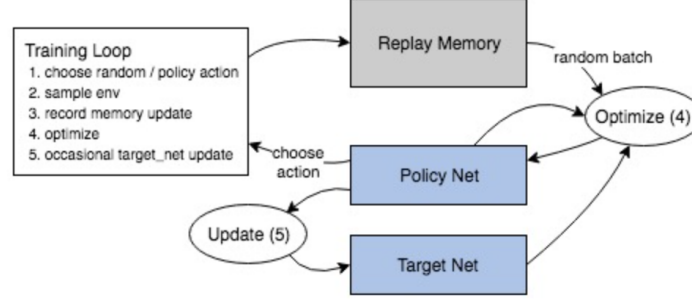 Training Loop
1. choose random / policy action
2. sample env
3. record memory update
4. optimize
5. occasional target_net update
Replay Memory
random batch
Optimize (4)
choose
action
Policy Net
Update (5)
Target Net